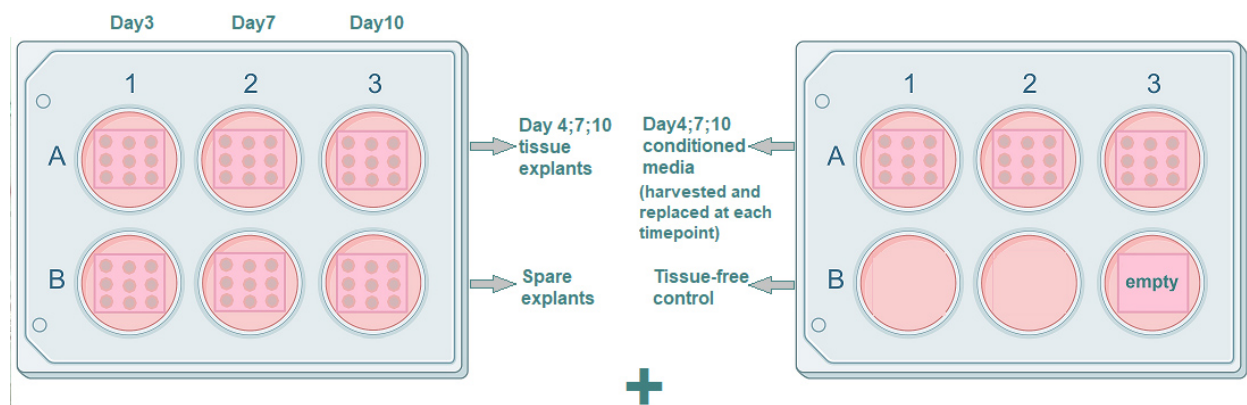 Day3 Day7 Day10
1 2 3
A
B
Day 4;7;10
tissue
explants
Spare
explants
Day4;7;10
conditioned
media
(harvested and
replaced at each
timepoint)
Tissue-free
control
1 2 3
A
B
empty
+